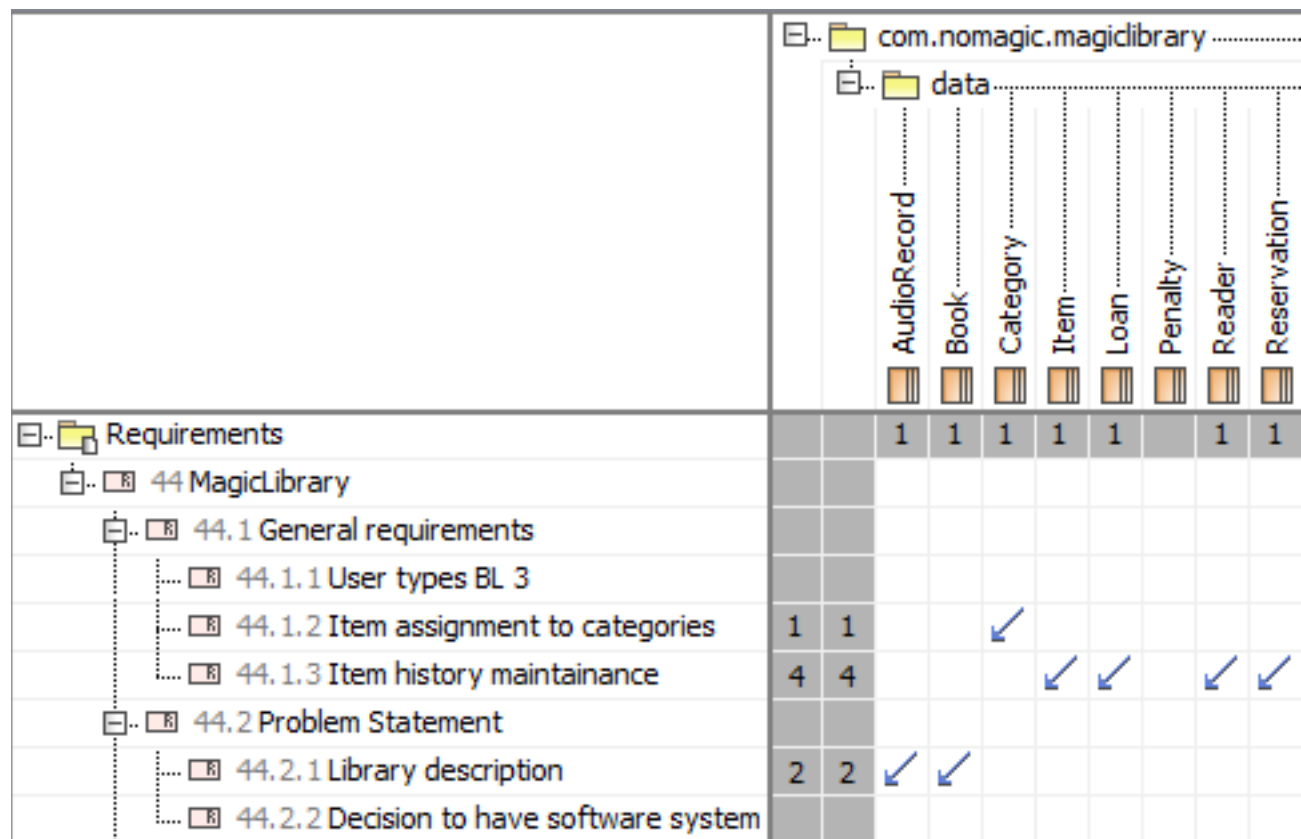 com.nomagic.magiclibrary
data
AudioRecord
Book
Category
Item
Loan
Penalty
Reader
Reservation
Requirements 1 1 1 1 1 1 1
44 MagicLibrary
44.1 General requirements
44.1.1 User types BL 3
44.1.2 Item assignment to categories 1 1
44.1.3 Item history maintainance 4 4
44.2 Problem Statement
44.2.1 Library description 2 2
44.2.2 Decision to have software system